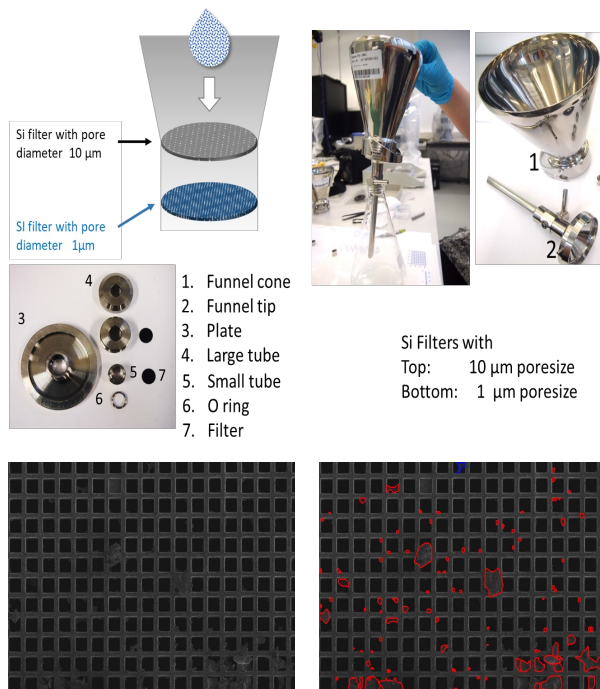 Si filter with pore
diameter 10 µm
SI filter with pore
diameter 1µm
1
2
3
4
5
6
7
1. Funnel cone
2. Funnel tip
3. Plate
4. Large tube
5. Small tube
6. O ring
7. Filter
Si Filters with
Top: 10 µm poresize
Bottom: 1 µm poresize